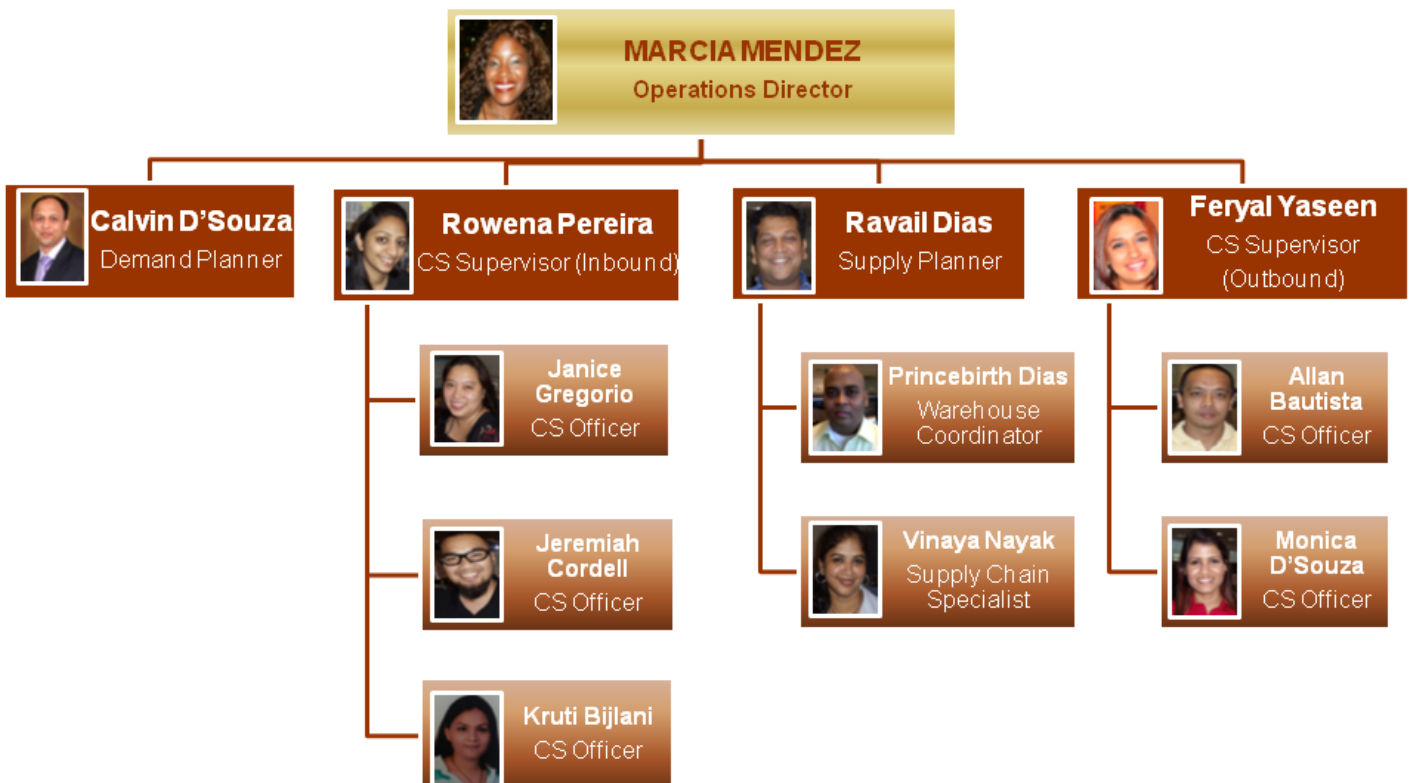 MARCIA MENDEZ
Operations Director
Calvin D'Souza
Demand Planner
Rowena Pereira
CS Supervisor (Inbound)
Ravail Dias
Supply Planner
Feryal Yaseen
CS Supervisor
(Outbound)
Janice
Gregorio
CS Officer
Jeremiah
Cordell
CS Officer
Kruti Bijlani
CS Officer
Princebirth Dias
Warehouse
Coordinator
Vinaya Nayak
Supply Chain
Specialist
Allan
Bautista
CS Officer
Monica
D'Souza
CS Officer